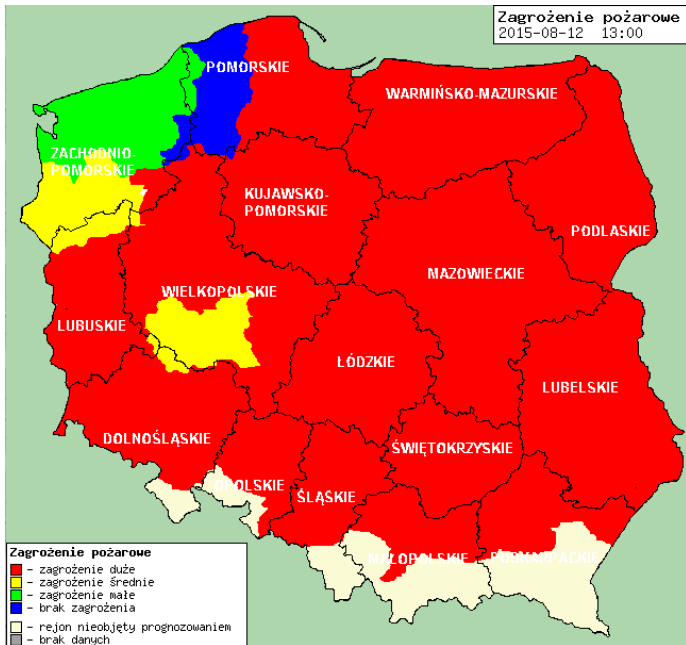 Zagrożenie pożarowe
2015-08-12 13:00
POMORSKIE
WARMIŃSKO-MAZURSKIE
ZACHODNIO-
POMORSKIE
KUJAWSKO-
POMORSKIE
PODLASKIE
MAZOWIECKIE
WIELKOPOLSKIE
LUBUSKIE
ŁÓDZKIE
LUBELSKIE
DOLNOŚLĄSKIE
ŚWIĘTOKRZYSKIE
OPOLSKIE
ŚLĄSKIE
MAŁOPOLSKIE
PODKARPACKIE
Zagrożenie pożarowe
- zagrożenie duże
- zagrożenie średnie
- zagrożenie małe
- brak zagrożenia
- rejon nieobjęty prognozowaniem
- brak danych